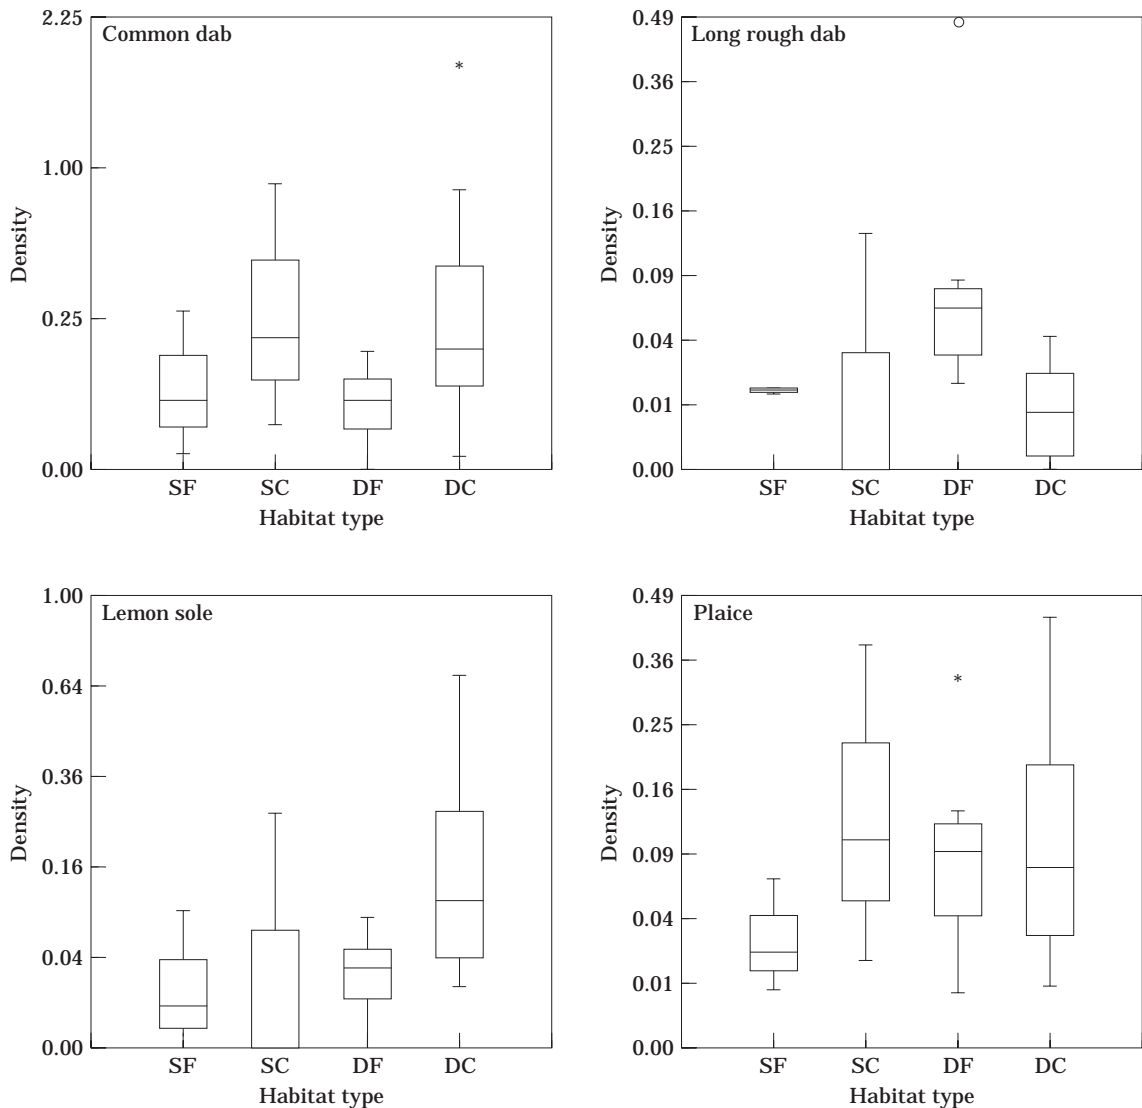 Common dab
2.25
1.00
0.25
0.00
Density
SF SC DF DC
Habitat type
Long rough dab
0.49
0.36
0.25
0.16
0.09
0.04
0.01
0.00
Density
SF SC DF DC
Habitat type
Lemon sole
1.00
0.64
0.36
0.16
0.04
0.00
Density
SF SC DF DC
Habitat type
Plaice
0.49
0.36
0.25
0.16
0.09
0.04
0.01
0.00
Density
SF SC DF DC
Habitat type